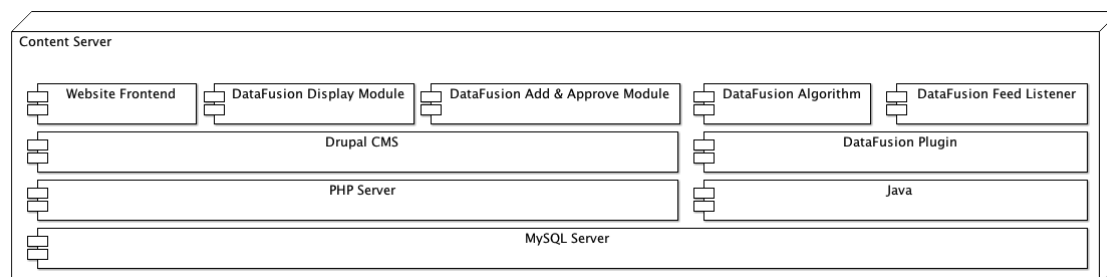 Content Server
Website Frontend
DataFusion Display Module
DataFusion Add & Approve Module
DataFusion Algorithm
DataFusion Feed Listener
Drupal CMS
DataFusion Plugin
PHP Server
Java
MySQL Server